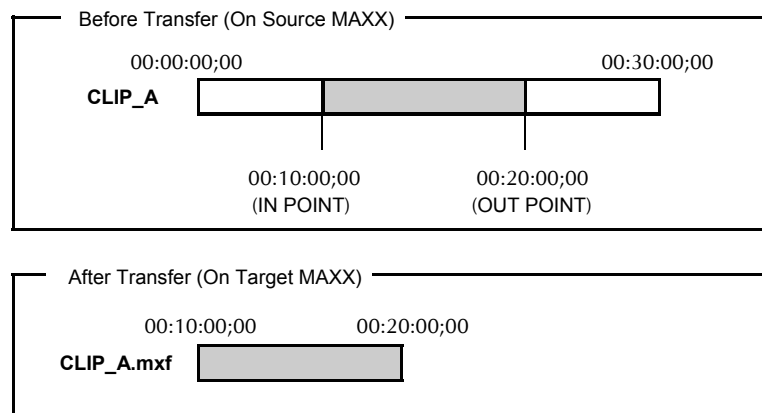 Before Transfer (On Source MAXX)
00:00:00;00 00:30:00;00
CLIP_A
00:10:00;00 00:20:00;00
(IN POINT) (OUT POINT)
After Transfer (On Target MAXX)
00:10:00;00 00:20:00;00
CLIP_A.mxf